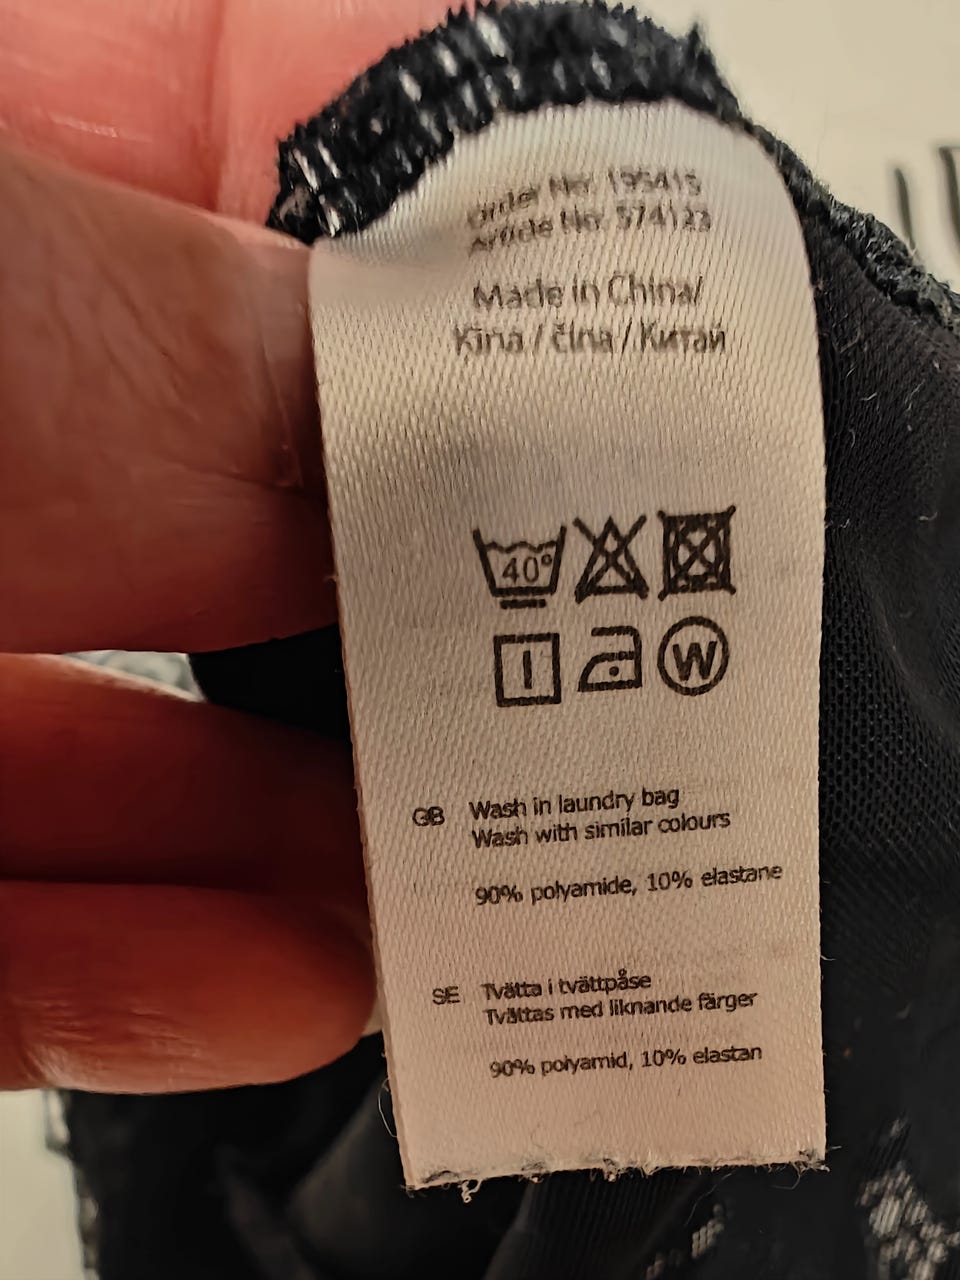 Order No: 195415
Article No: 574123
Made in China/
Kina / čína / Китай
40°
W
GB Wash in laundry bag
Wash with similar colours
90% polyamide, 10% elastane
SE Tvätta i tvättpåse
Tvättas med liknande färger
90% polyamid, 10% elastan